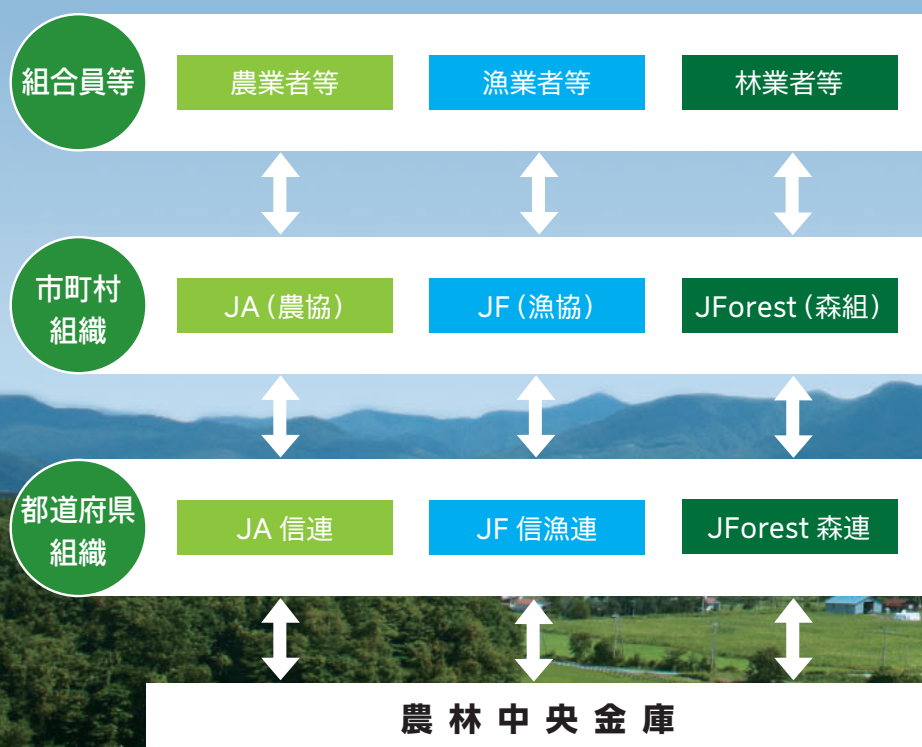 組合員等
農業者等
漁業者等
林業者等
市町村
組織
JA（農協）
JF（漁協）
JForest（森組）
都道府県
組織
JA 信連
JF 信漁連
JForest 森連
農林中央金庫